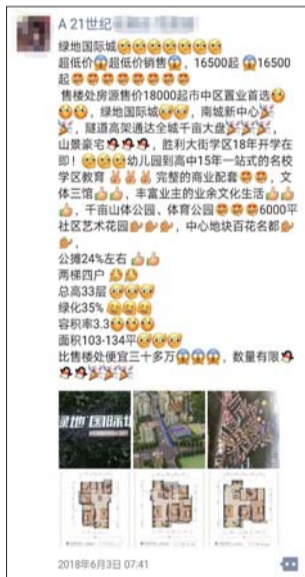 A 21世纪
绿地国际城
超低价超低价销售，16500起16500
起
售楼处房源售价18000起市中区置业首选
，绿地国际城，南城新中心
，隧道高架通达全城千亩大盘，
山景豪宅，胜利大街学区18年开学在
即！幼儿园到高中15年一站式的名校
学区教育完整的商业配套，文
体三馆，丰富业主的业余文化生活
，千亩山体公园、体育公园6000平
社区艺术花园，中心地块百花名都
，
公摊24%左右
两梯四户
总高33层
绿化35%
容积率3.3
面积103-134平
比售楼处便宜三十多万，数量有限
绿地国际城
2018年6月3日 07:41